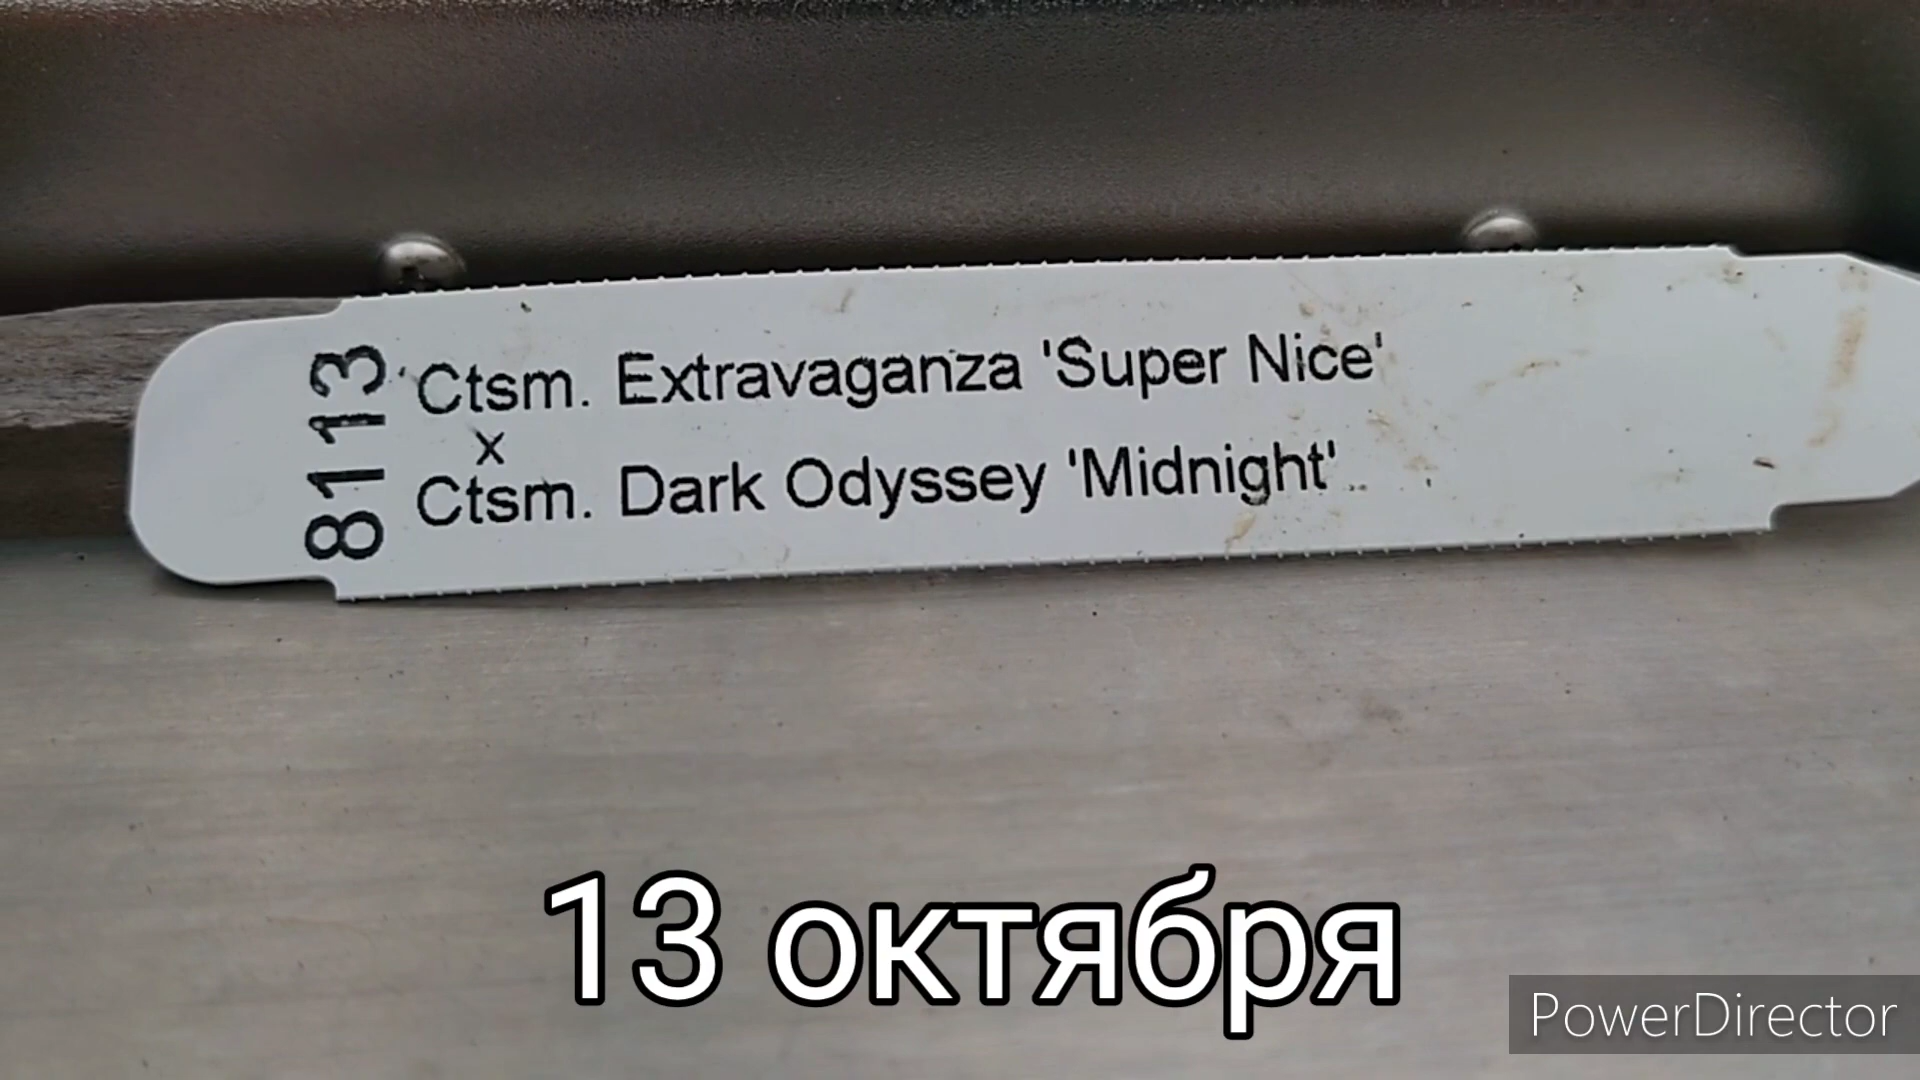 8113
Ctsm. Extravaganza 'Super Nice'
x
Ctsm. Dark Odyssey 'Midnight'
13 октября
PowerDirector